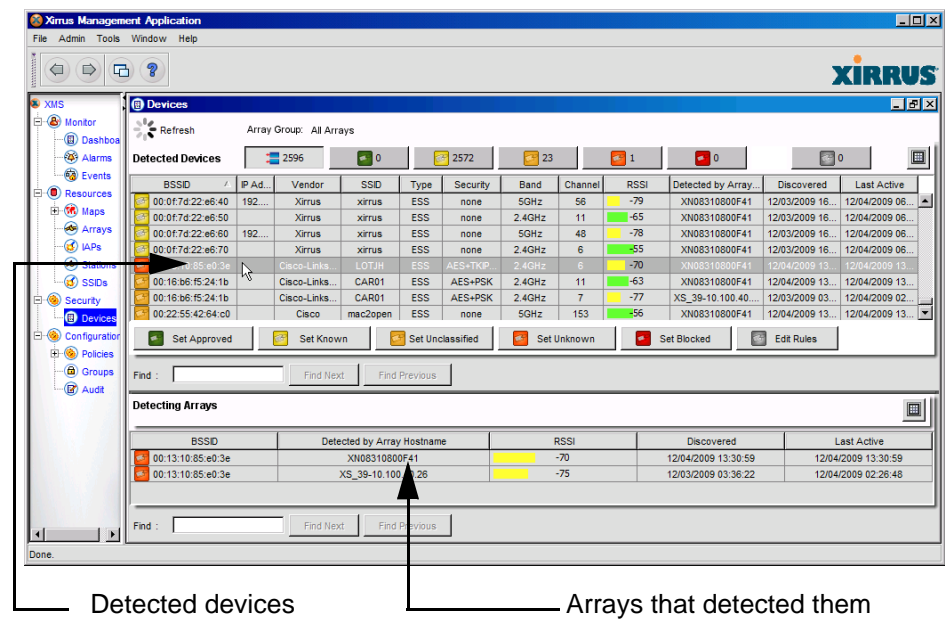 Xirrus Management Application
File Admin Tools Window Help
XIRRUS
XMS
Monitor
Dashboa
Alarms
Events
Resources
Maps
Arrays
IAPs
Stations
SSIDs
Security
Devices
Configuration
Policies
Groups
Audit
Devices
Refresh Array Group: All Arrays
Detected Devices 2596 0 2572 23 1 0 0
BSSID IP Ad... Vendor SSID Type Security Band Channel RSSI Detected by Array... Discovered Last Active
00:0f:7d:22:e6:40 192.... Xirrus xirrus ESS none 5GHz 56 -79 XN08310800F41 12/03/2009 16... 12/04/2009 06...
00:0f:7d:22:e6:50 Xirrus xirrus ESS none 2.4GHz 11 -65 XN08310800F41 12/03/2009 16... 12/04/2009 06...
00:0f:7d:22:e6:60 192.... Xirrus xirrus ESS none 5GHz 48 -78 XN08310800F41 12/03/2009 16... 12/04/2009 06...
00:0f:7d:22:e6:70 Xirrus xirrus ESS none 2.4GHz 6 -55 XN08310800F41 12/03/2009 16... 12/04/2009 06...
10:85:e0:3e Cisco-Links... LOTJH ESS AES+TKIP... 2.4GHz 6 -70 XN08310800F41 12/04/2009 13... 12/04/2009 13...
00:16:b6:f5:24:1b Cisco-Links... CAR01 ESS AES+PSK 2.4GHz 11 -63 XN08310800F41 12/04/2009 13... 12/04/2009 13...
00:16:b6:f5:24:1b Cisco-Links... CAR01 ESS AES+PSK 2.4GHz 7 -77 XS_39-10.100.40.... 12/03/2009 03... 12/04/2009 02...
00:22:55:42:64:c0 Cisco mac2open ESS none 5GHz 153 -56 XN08310800F41 12/04/2009 13... 12/04/2009 13...
Set Approved Set Known Set Unclassified Set Unknown Set Blocked Edit Rules
Find : Find Next Find Previous
Detecting Arrays
BSSID Detected by Array Hostname RSSI Discovered Last Active
00:13:10:85:e0:3e XN08310800F41 -70 12/04/2009 13:30:59 12/04/2009 13:30:59
00:13:10:85:e0:3e XS_39-10.100. .26 -75 12/03/2009 03:36:22 12/04/2009 02:26:48
Find : Find Next Find Previous
Done.
Detected devices Arrays that detected them